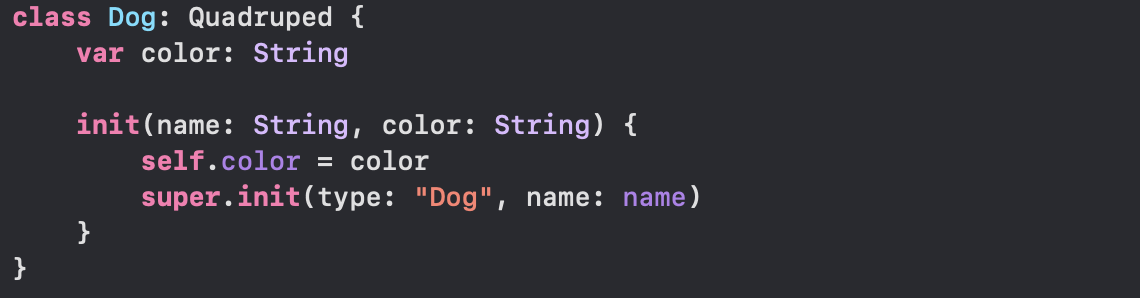 class Dog: Quadruped {
    var color: String

    init(name: String, color: String) {
        self.color = color
        super.init(type: "Dog", name: name)
    }
}